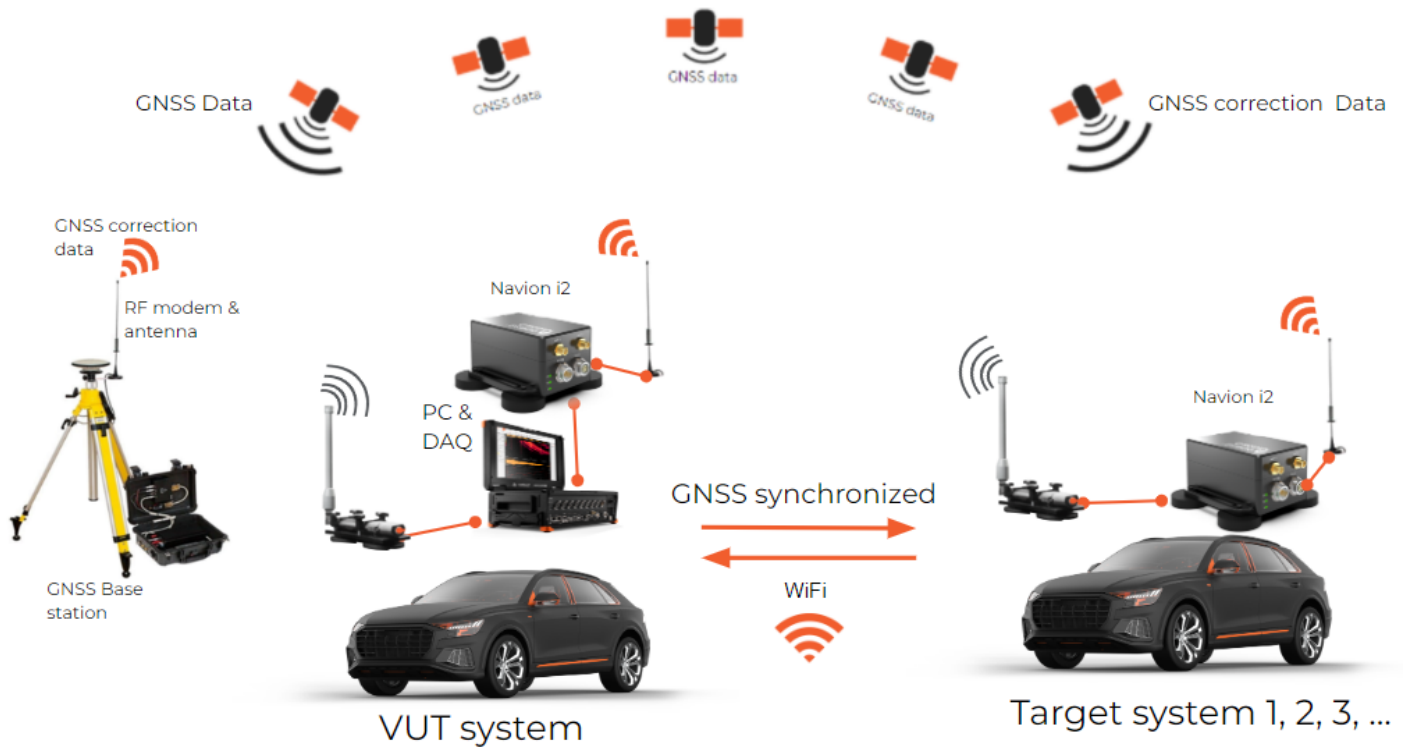 GNSS data
GNSS data
GNSS data
GNSS Data
GNSS correction Data
GNSS correction
data
RF modem &
antenna
Navion i2
PC &
DAQ
Navion i2
GNSS synchronized
WiFi
GNSS Base
station
VUT system
Target system 1, 2, 3, ...